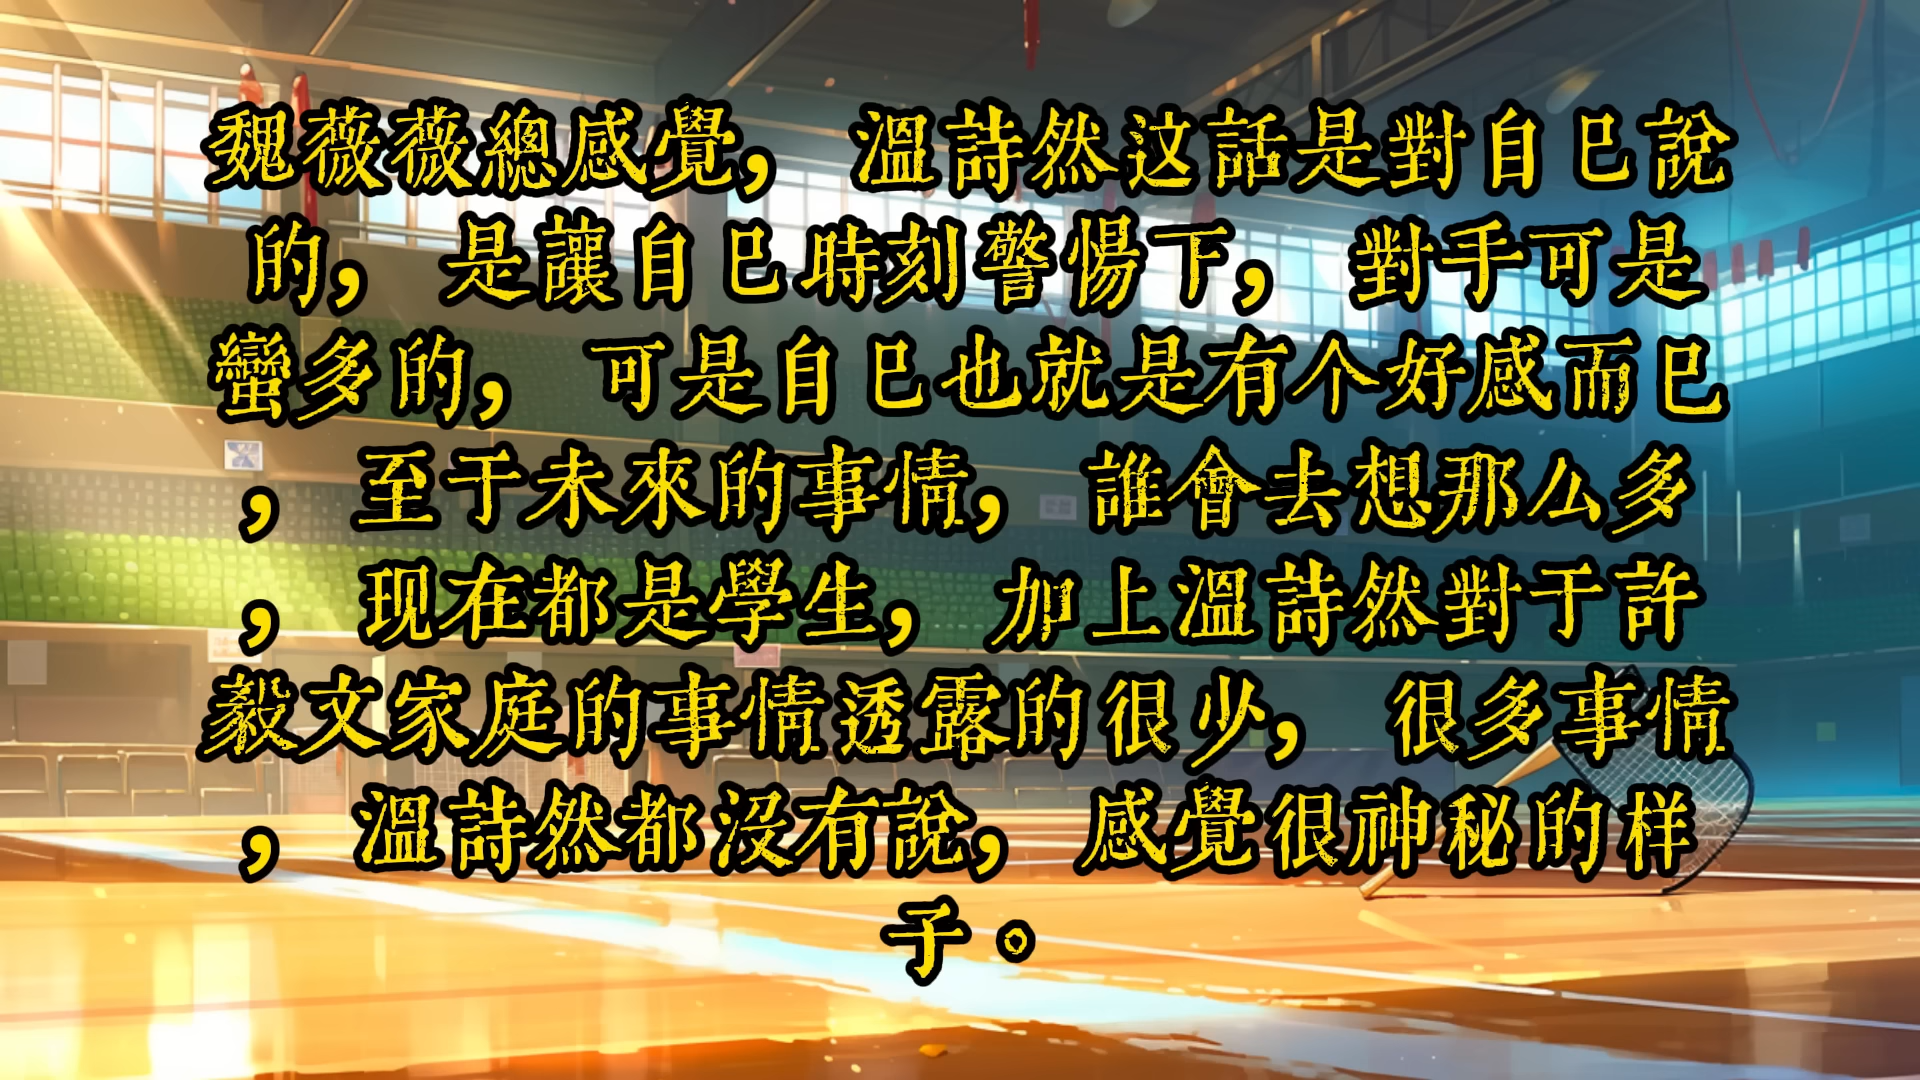 魏薇薇總感覺，溫詩然这話是對自已說
的，是讓自已時刻警惕下，對手可是
蠻多的，可是自已也就是有个好感而已
，至于未來的事情，誰會去想那么多
，现在都是學生，加上溫詩然對于許
毅文家庭的事情透露的很少，很多事情
，溫詩然都沒有說，感覺很神秘的样
子。